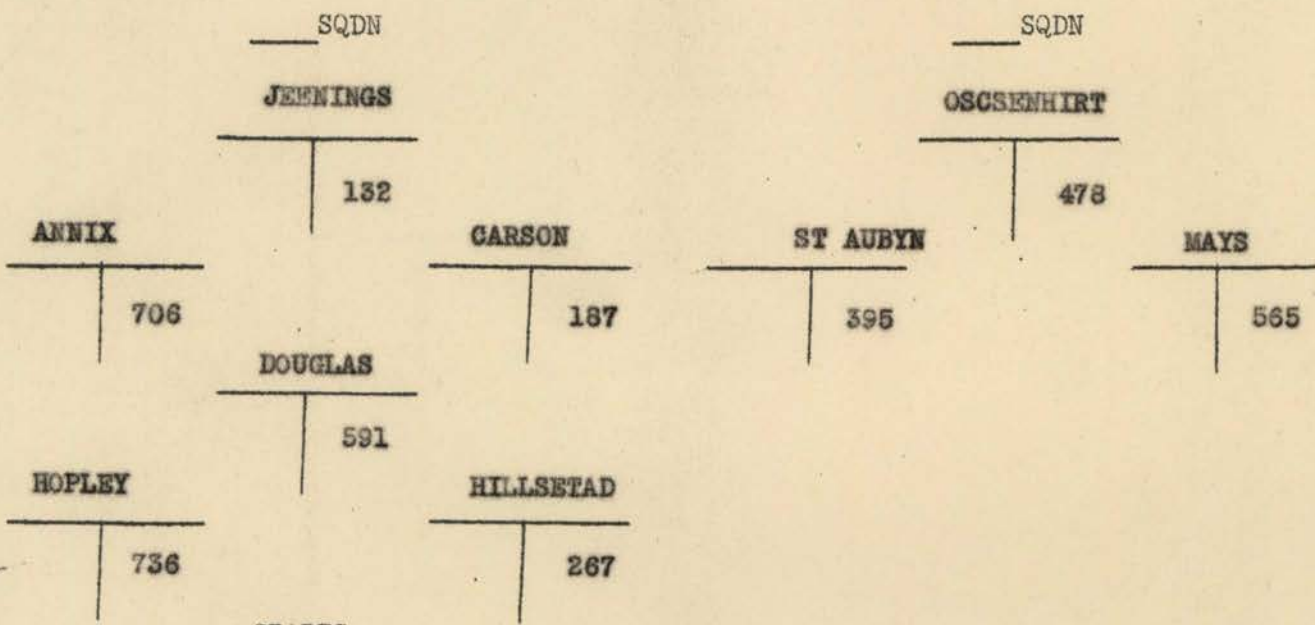 SQDN SQDN
JEENINGS OSCSENHIRT
132 478
ANNIX CARSON ST AUBYN MAYS
706 187 395 565
DOUGLAS
591
HOPLEY HILLSETAD
736 267